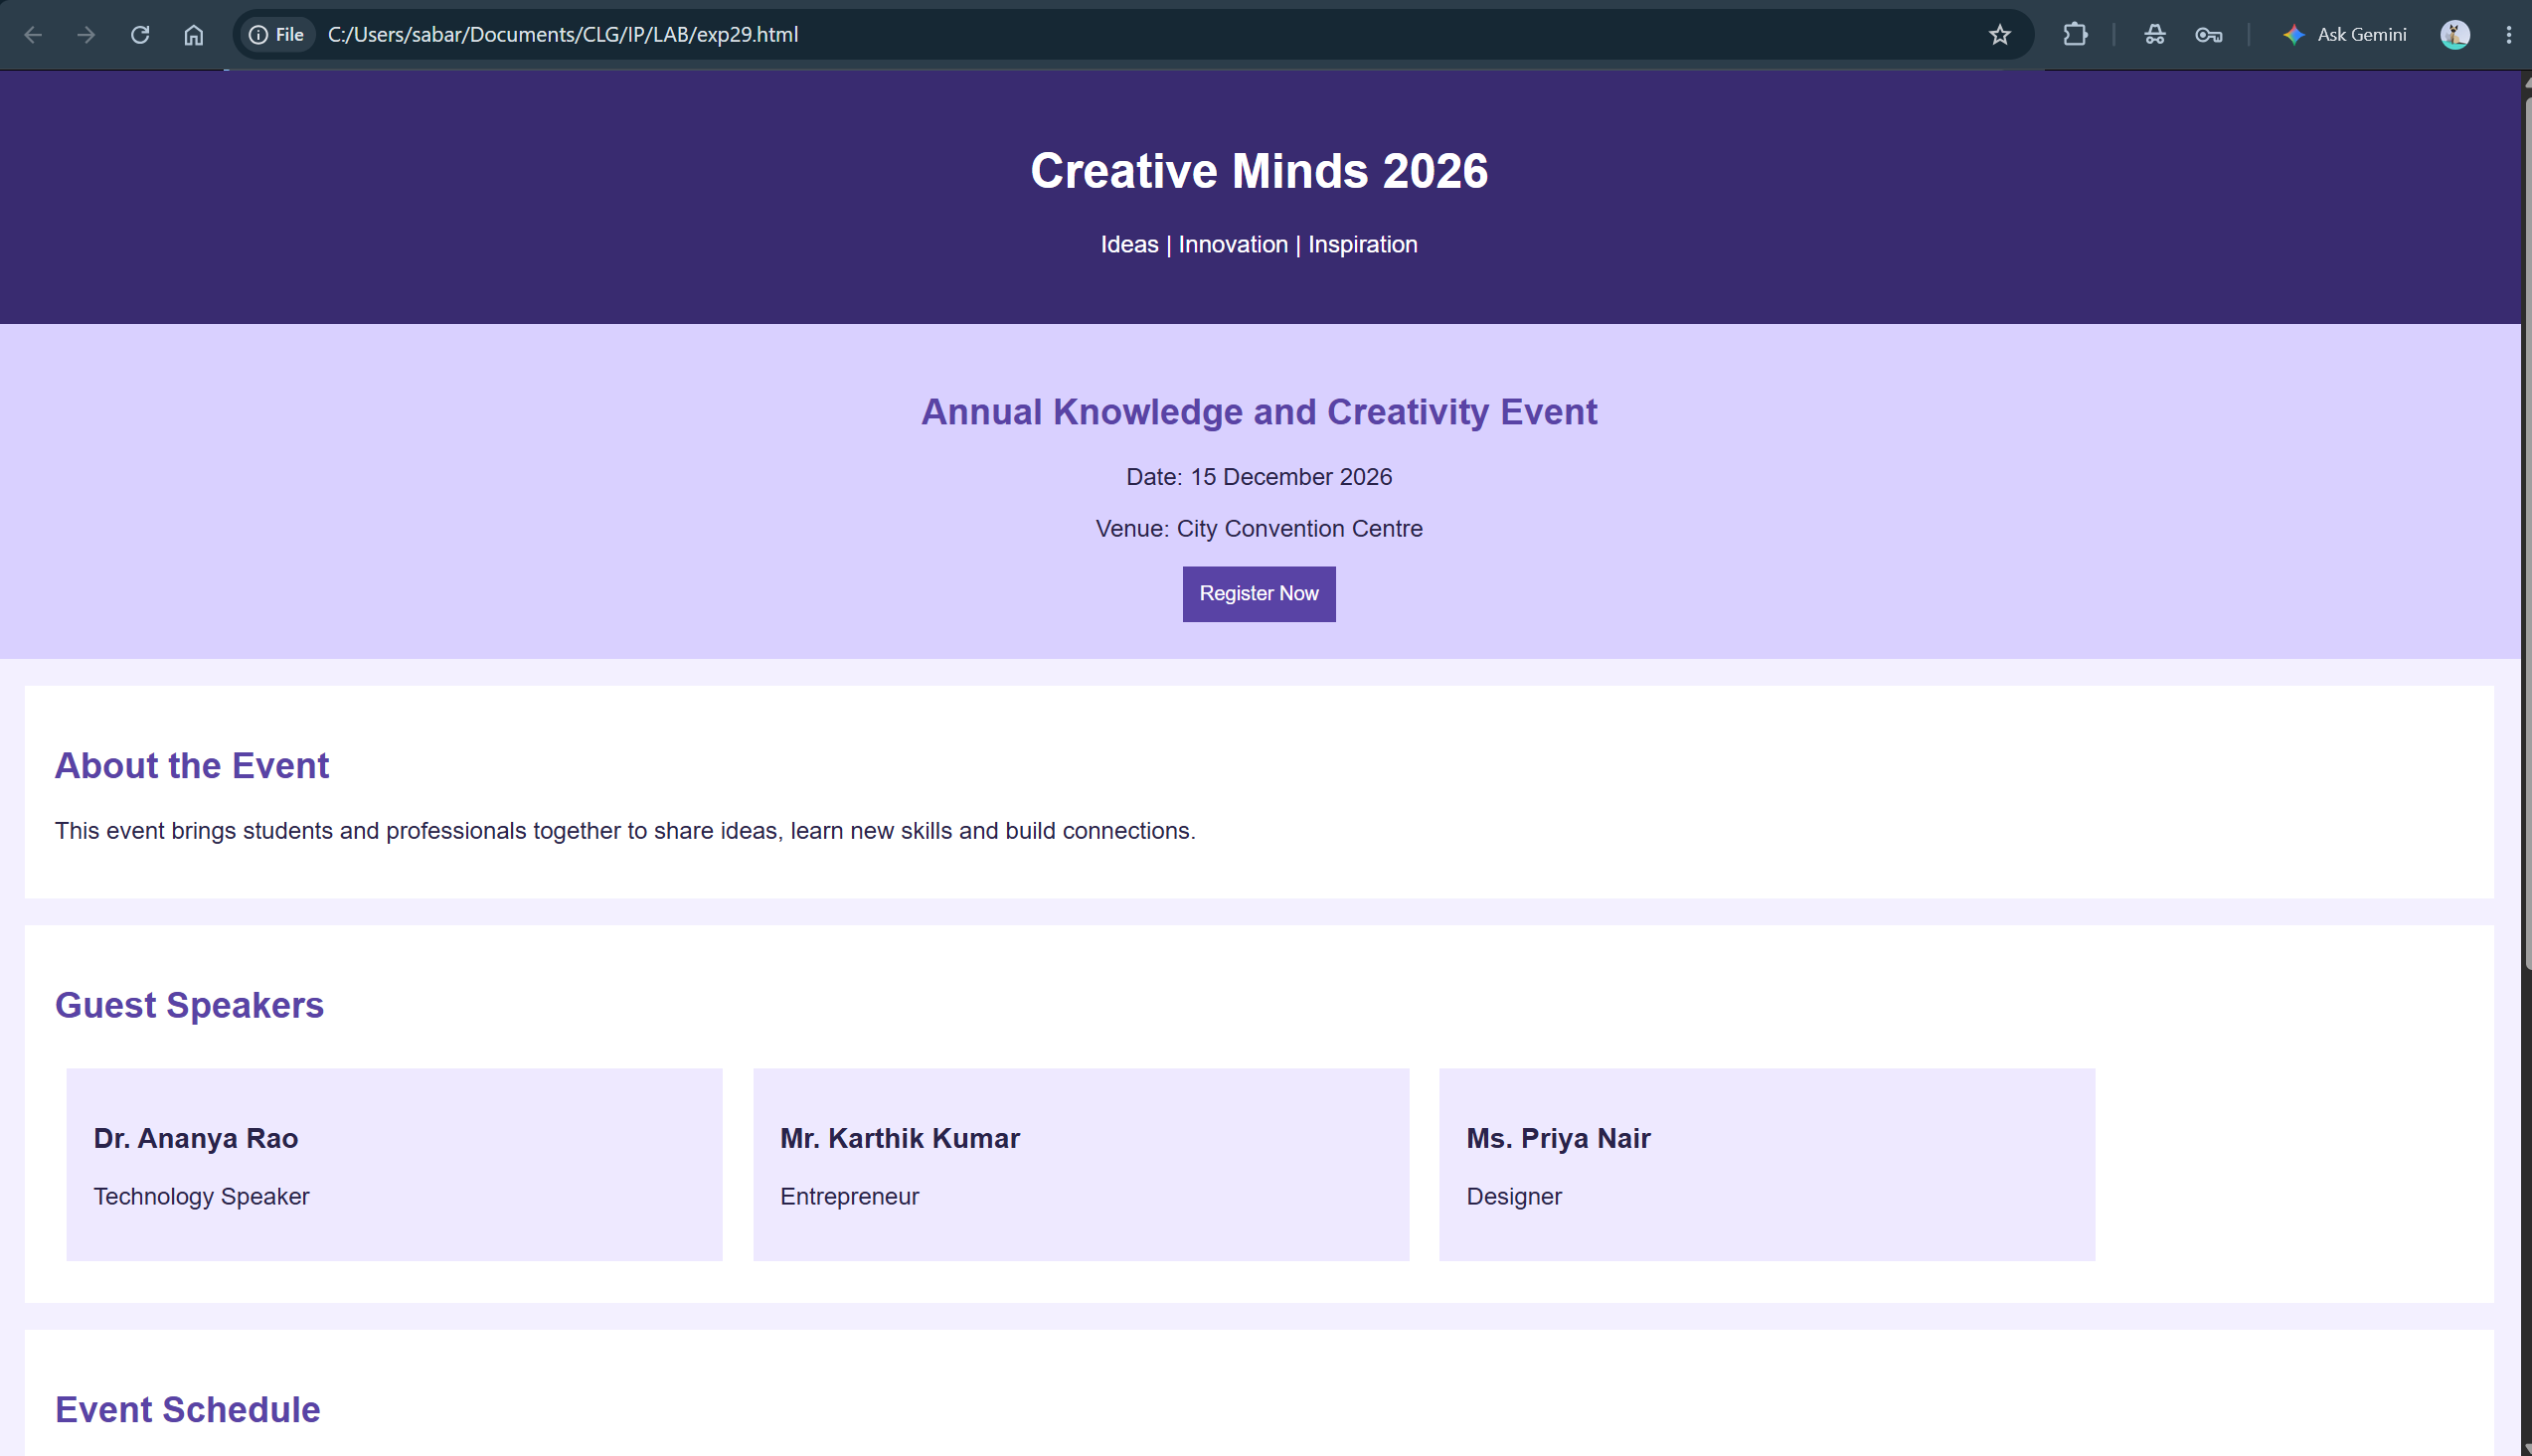 File C:/Users/sabar/Documents/CLG/IP/LAB/exp29.html Ask Gemini
Creative Minds 2026
Ideas | Innovation | Inspiration
Annual Knowledge and Creativity Event
Date: 15 December 2026
Venue: City Convention Centre
Register Now
About the Event
This event brings students and professionals together to share ideas, learn new skills and build connections.
Guest Speakers
Dr. Ananya Rao
Technology Speaker
Mr. Karthik Kumar
Entrepreneur
Ms. Priya Nair
Designer
Event Schedule